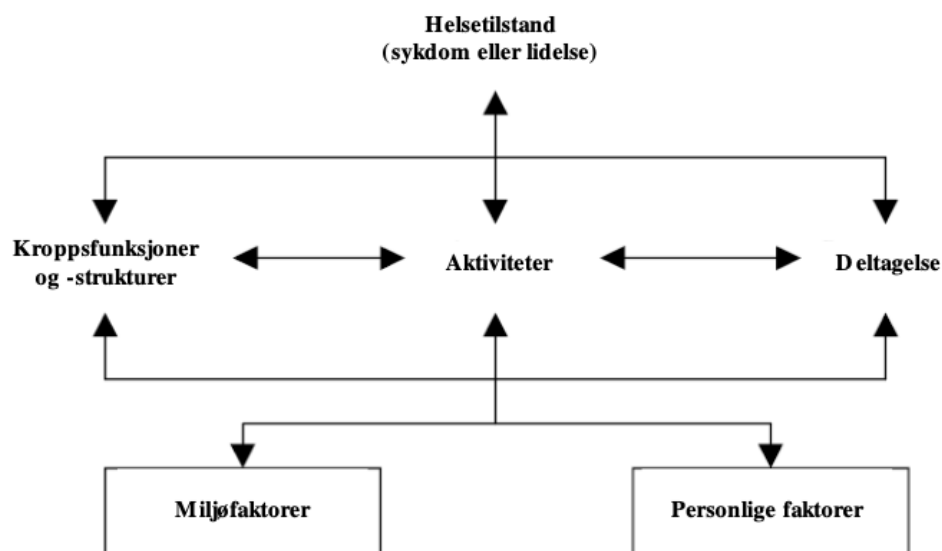 Helsetilstand
(sykdom eller lidelse)
Kroppsfunksjoner
og -strukturer
Aktiviteter
Deltagelse
Miljøfaktorer
Personlige faktorer